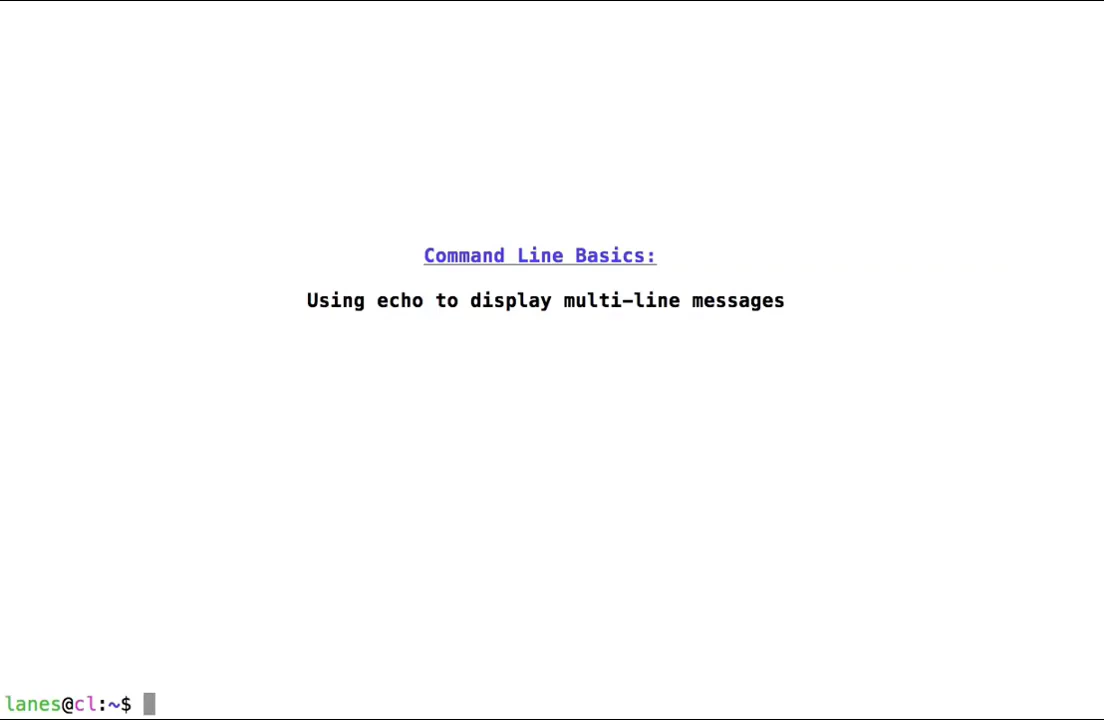 Command Line Basics:
Using echo to display multi-line messages
lanes@cl:~$